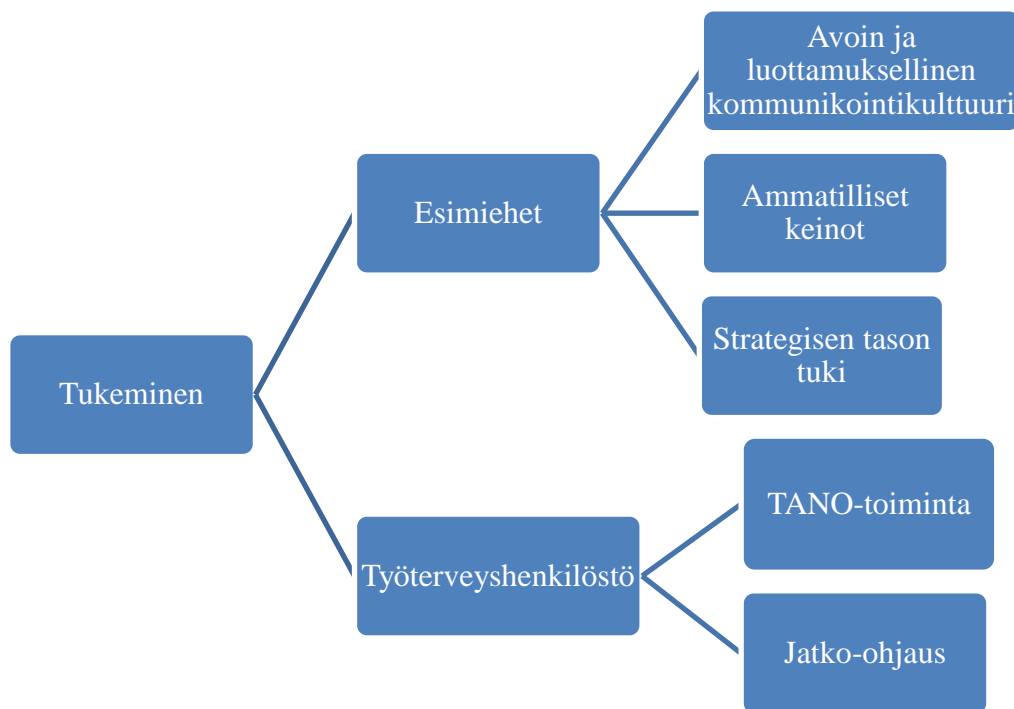 Avoin ja
luottamuksellinen
kommunikointikulttuuri
Esimiehet
Ammatilliset
keinot
Strategisen tason
tuki
Tukeminen
TANO-toiminta
Työterveyshenkilöstö
Jatko-ohjaus